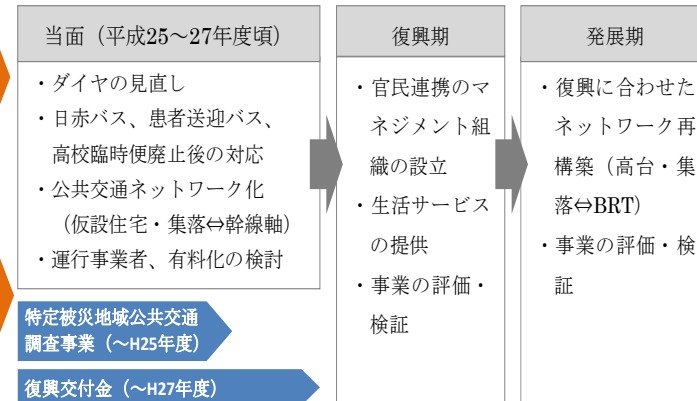 当面（平成25～27年度頃）
・ダイヤの見直し
・日赤バス、患者送迎バス、
高校臨時便廃止後の対応
・公共交通ネットワーク化
（仮設住宅・集落⇔幹線軸）
・運行事業者、有料化の検討
特定被災地域公共交通
調査事業（～H25年度）
復興交付金（～H27年度）
復興期
・官民連携のマ
ネジメント組
織の設立
・生活サービス
の提供
・事業の評価・
検証
発展期
・復興に合わせた
ネットワーク再
構築（高台・集
落⇔BRT）
・事業の評価・検
証